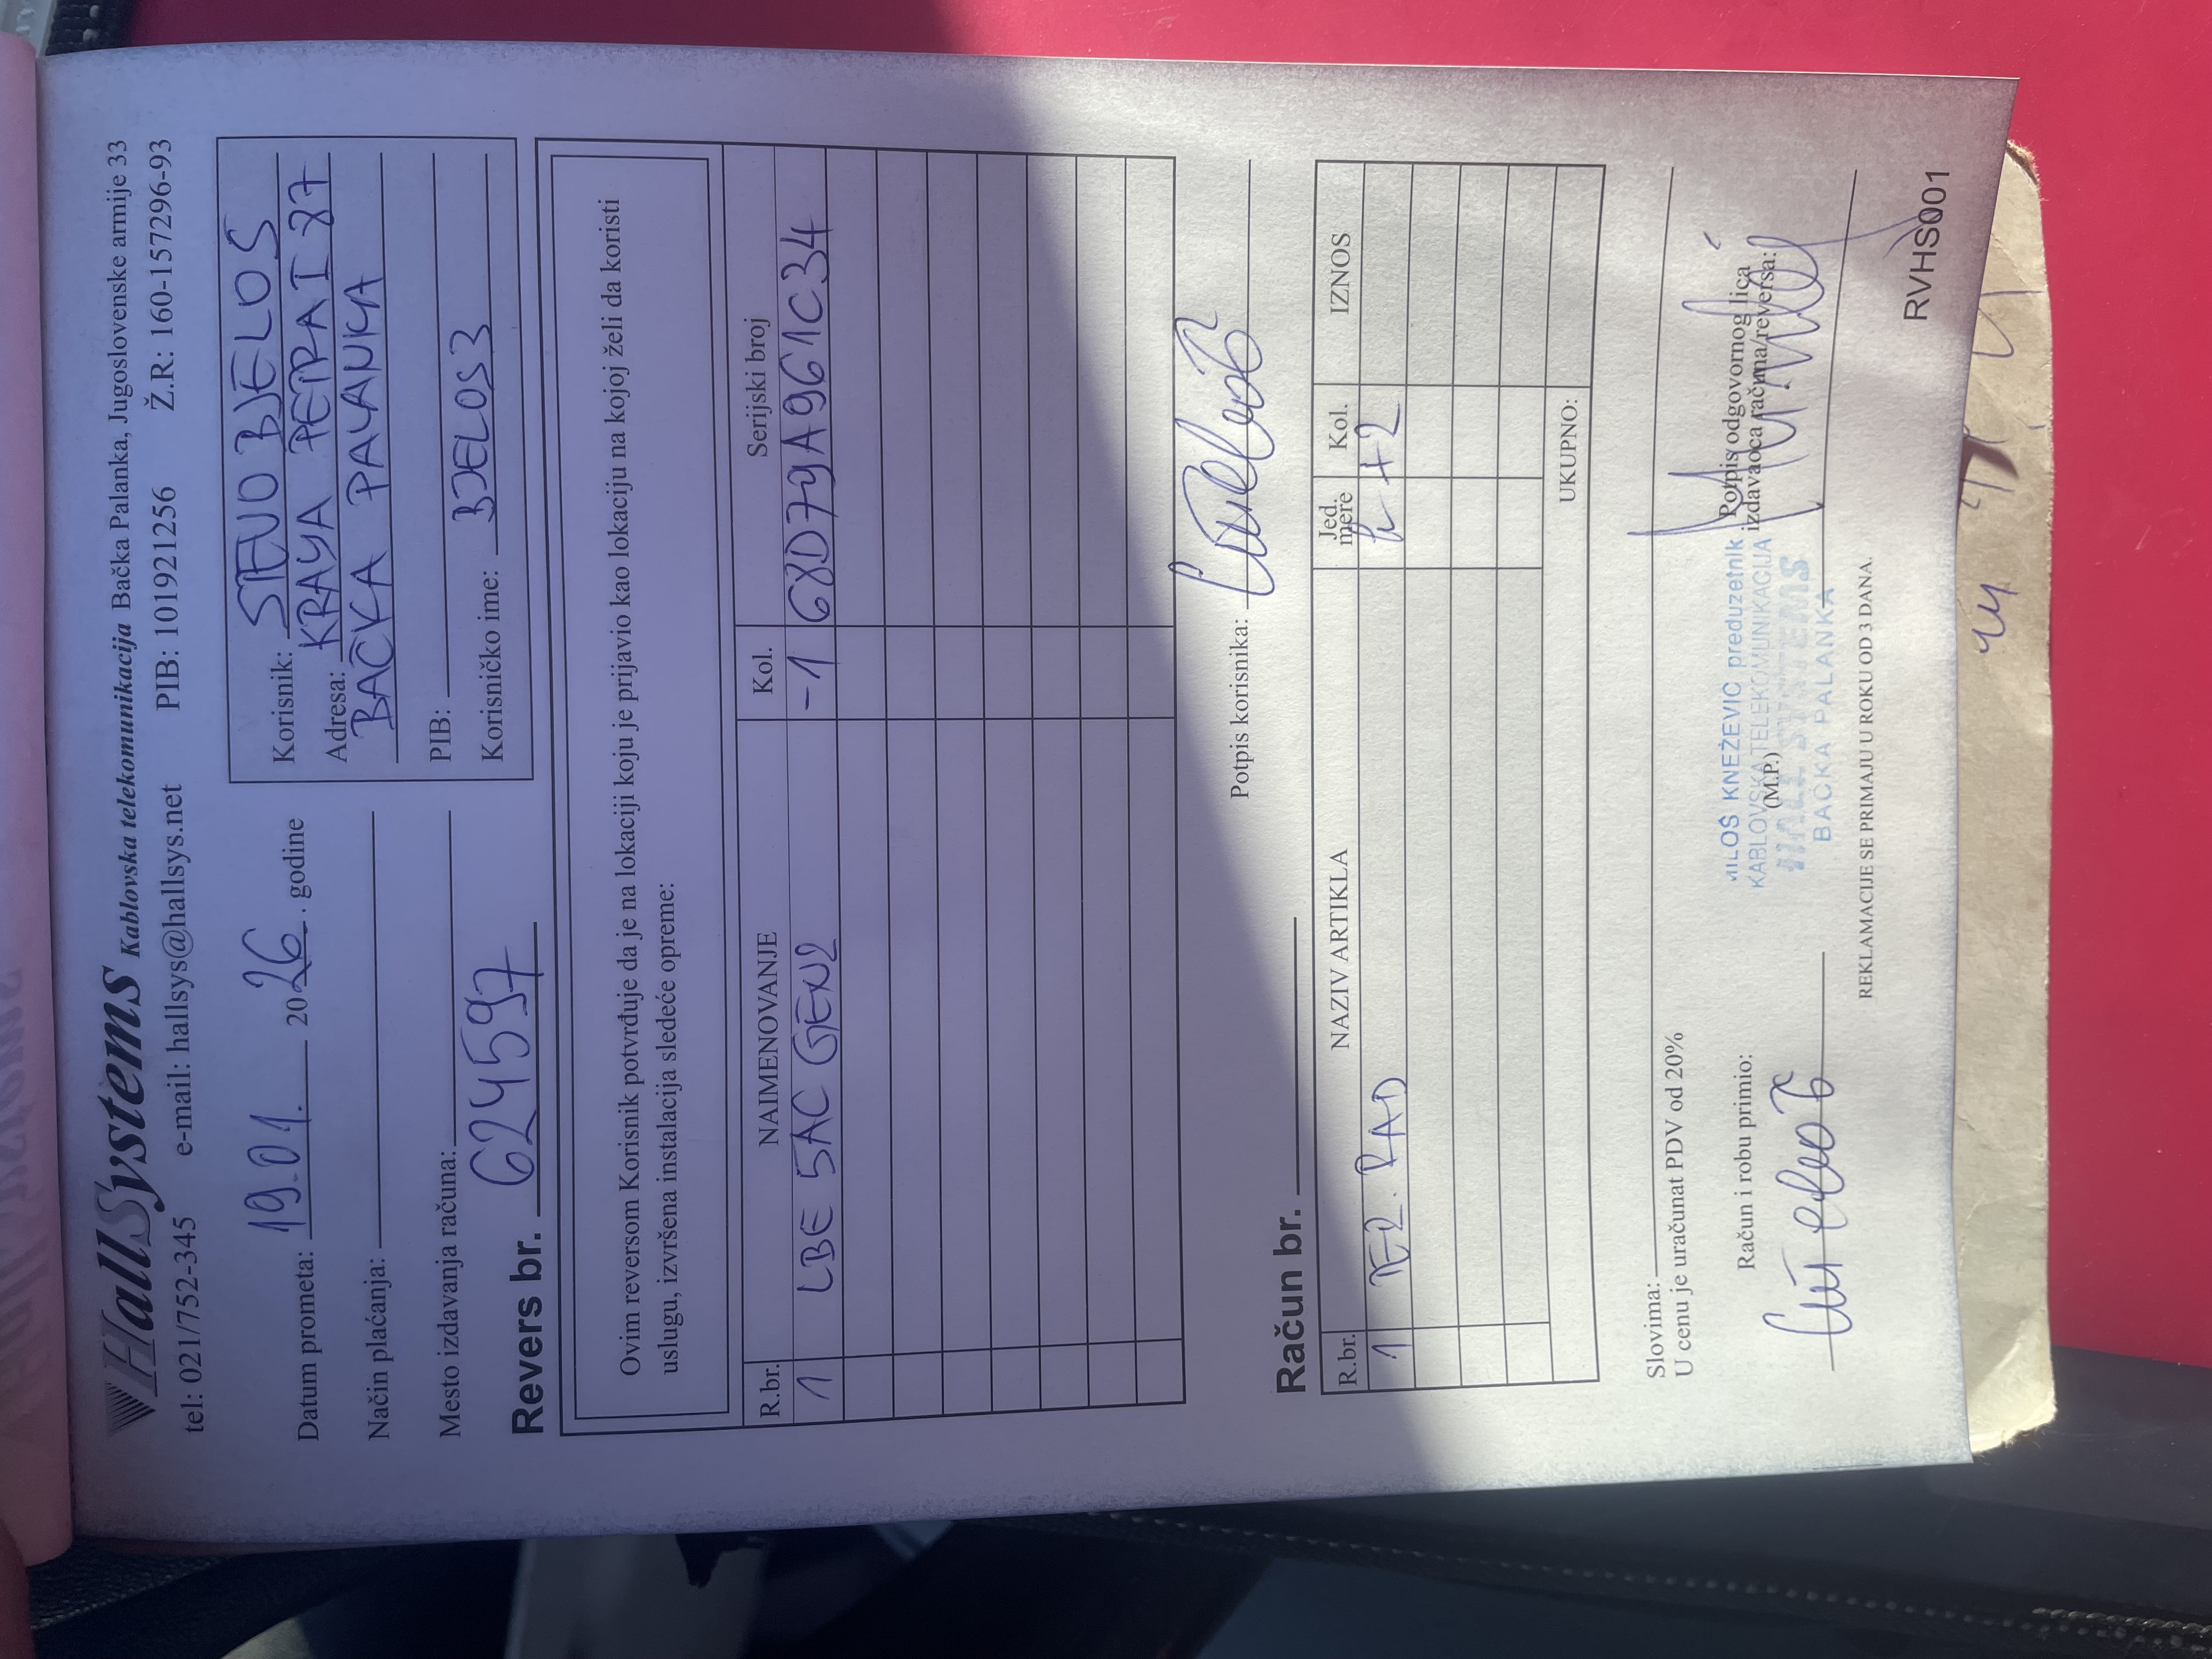 HallSystems Kablovska telekomunikacija Bačka Palanka, Jugoslovenske armije 33
tel: 021/752-345 e-mail: hallsys@hallsys.net PIB: 101921256 Ž.R: 160-157296-93
Datum prometa: 19.01. 2026. godine
Način plaćanja:
Mesto izdavanja računa:
Korisnik: STEVO BJELOS
Adresa: KRAYA PETRA I 87
BAČKA PALANKA
PIB:
Korisničko ime: BJELOS3
Revers br. 624597
Ovim reversom Korisnik potvrđuje da je na lokaciji koju je prijavio kao lokaciju na kojoj želi da koristi
uslugu, izvršena instalacija sledeće opreme:
R.br. NAIMENOVANJE Kol. Serijski broj
1 LBE 5AC GEN2 -1 68D79A961C34
Potpis korisnika:
Račun br.
R.br. NAZIV ARTIKLA Jed. mere Kol. IZNOS
1 TER. RAD h +2
UKUPNO:
Slovima:
U cenu je uračunat PDV od 20%
Račun i robu primio:
MILOŠ KNEŽEVIĆ preduzetnik
KABLOVSKA TELEKOMUNIKACIJA
HALL SYSTEMS
BAČKA PALANKA
(M.P.)
Potpis odgovornog lica
izdavaoca računa/reversa:
REKLAMACIJE SE PRIMAJU U ROKU OD 3 DANA.
RVHS001